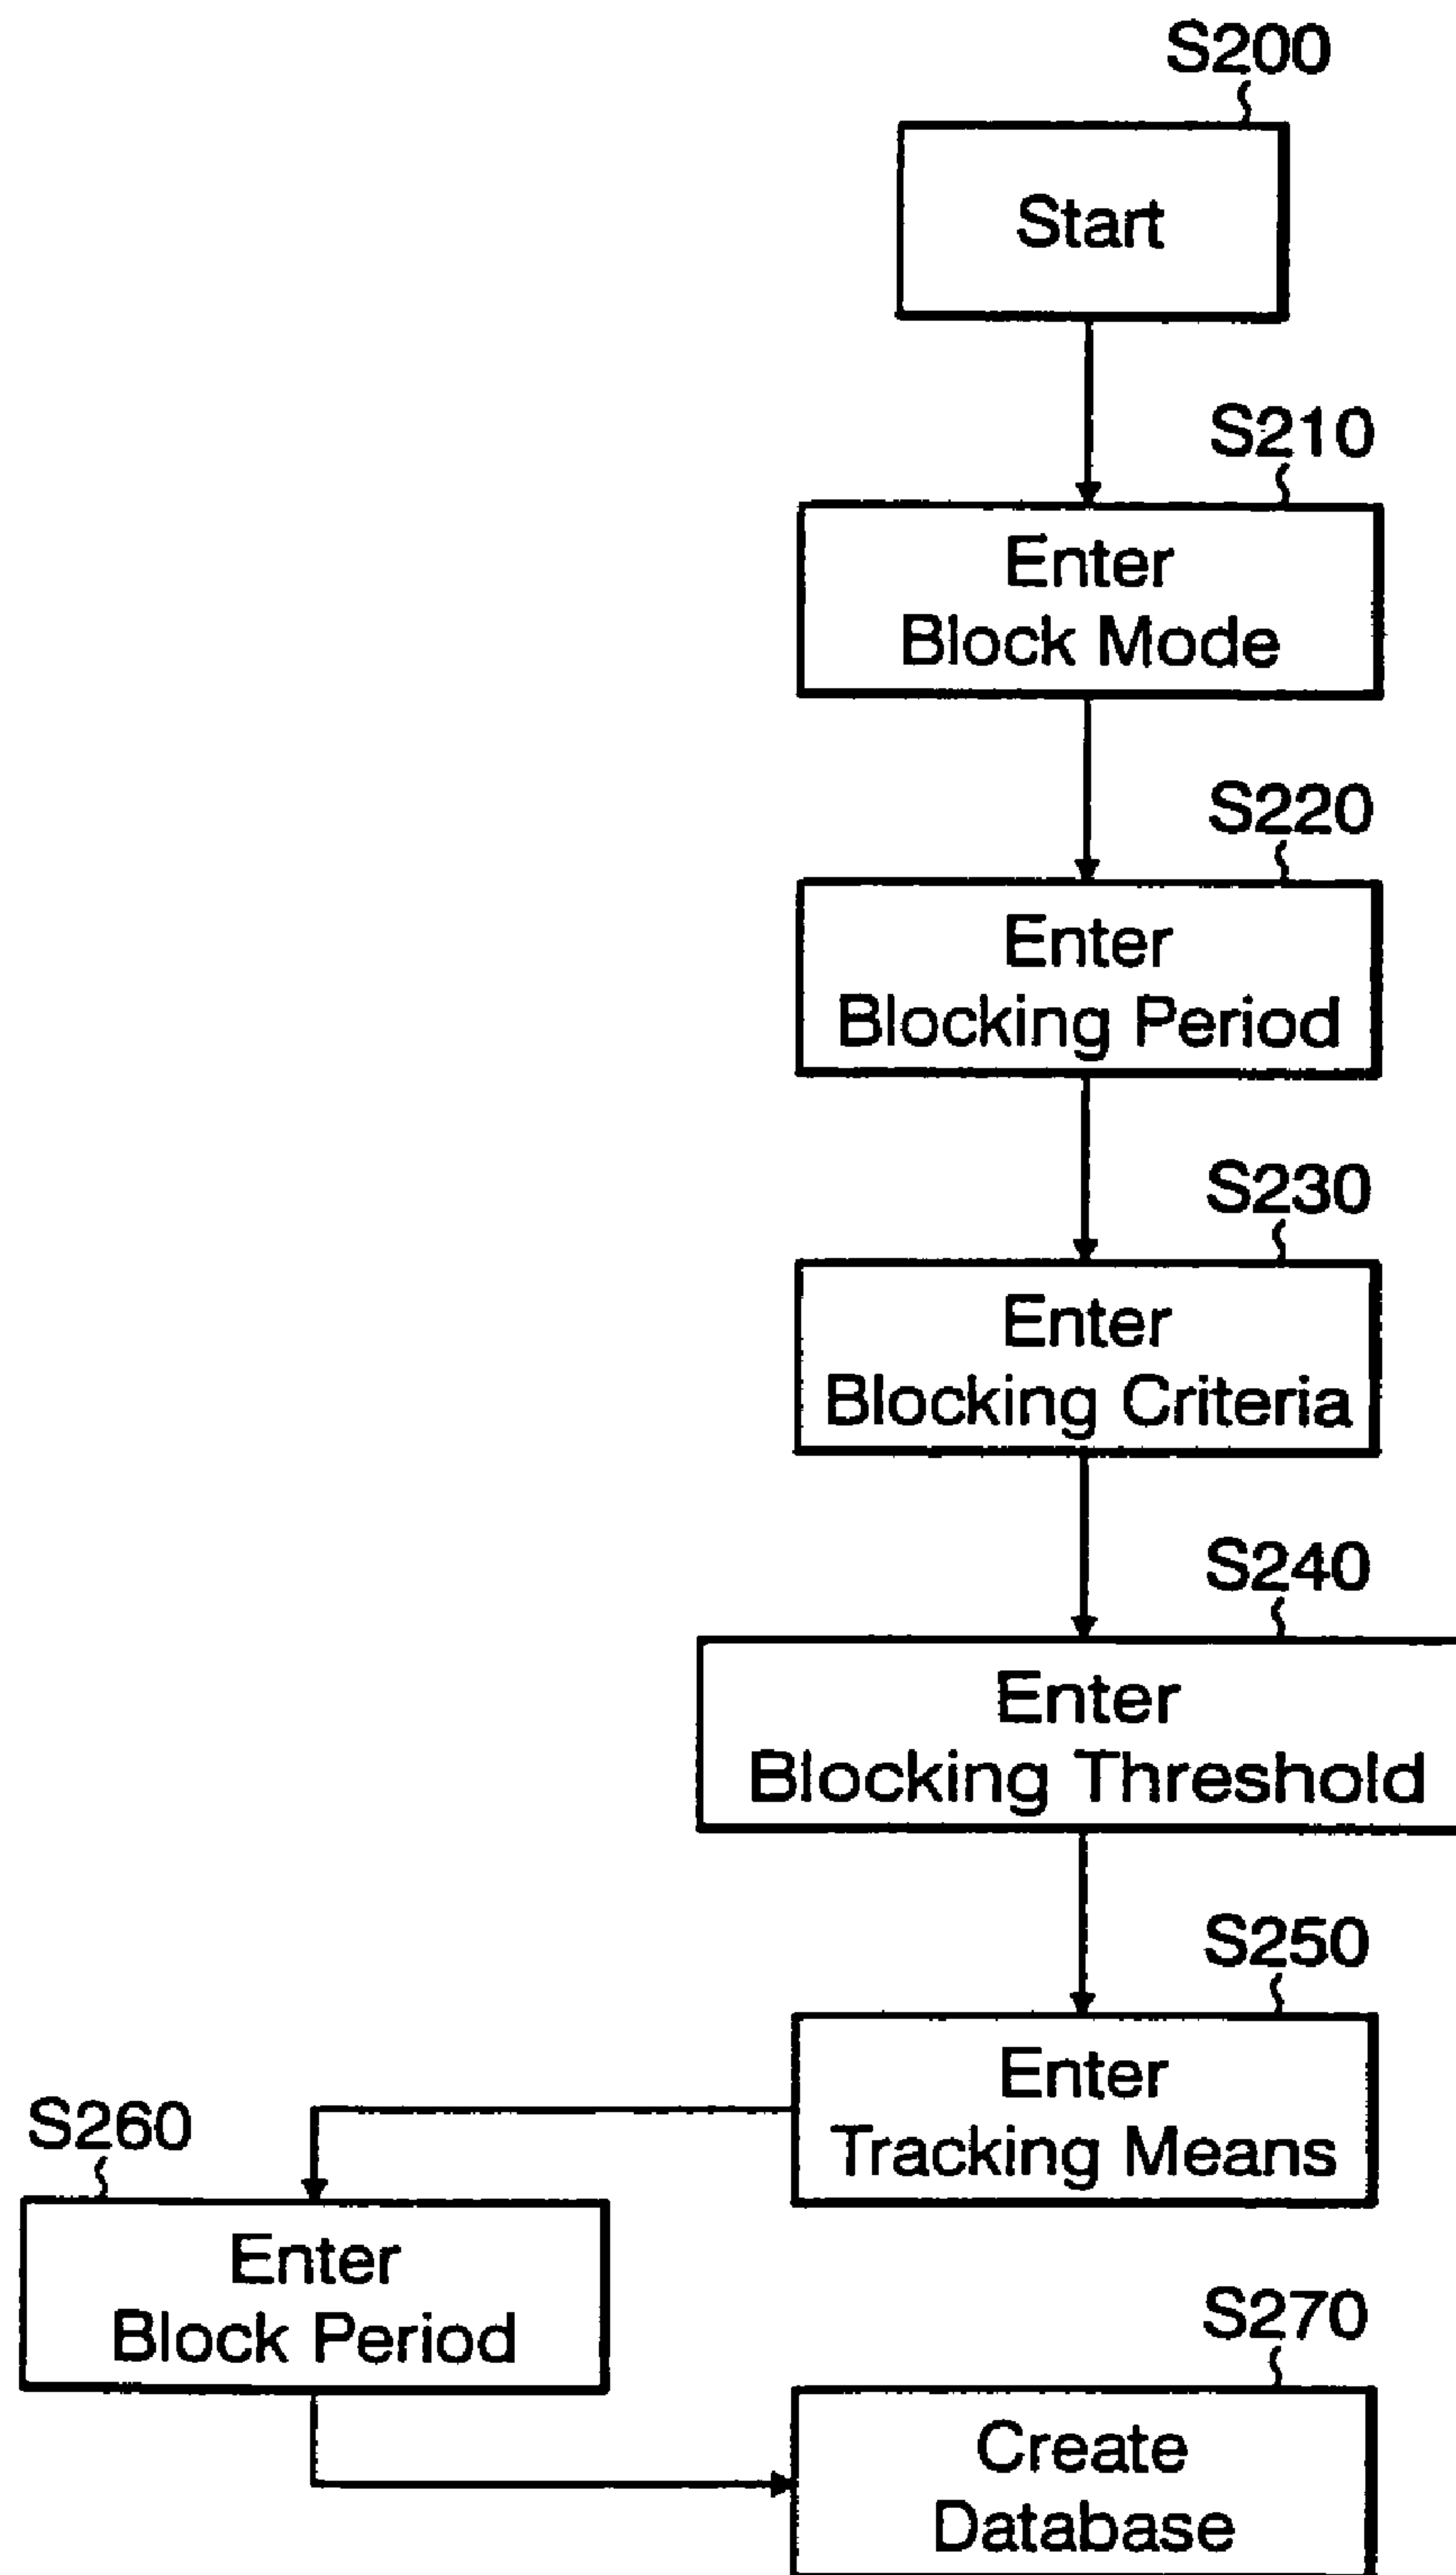 S200
Start
S210
Enter
Block Mode
S220
Enter
Blocking Period
S230
Enter
Blocking Criteria
S240
Enter
Blocking Threshold
S250
Enter
Tracking Means
S260
Enter
Block Period
S270
Create
Database